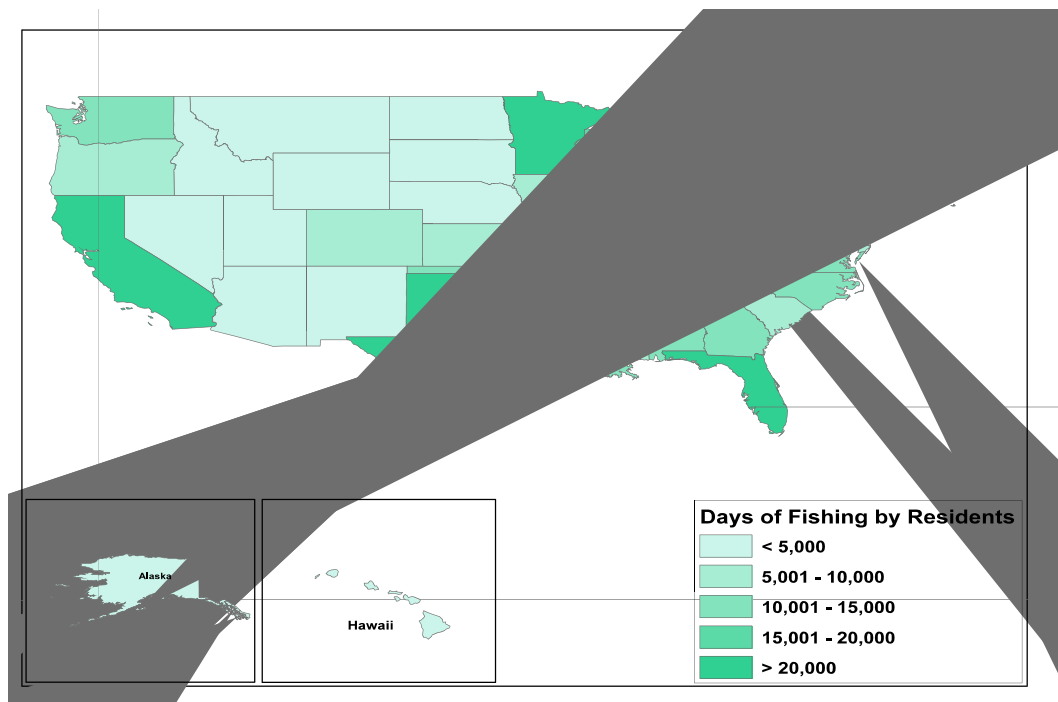 Days of Fishing by Residents
< 5,000
5,001 - 10,000
10,001 - 15,000
15,001 - 20,000
> 20,000
Alaska
Hawaii